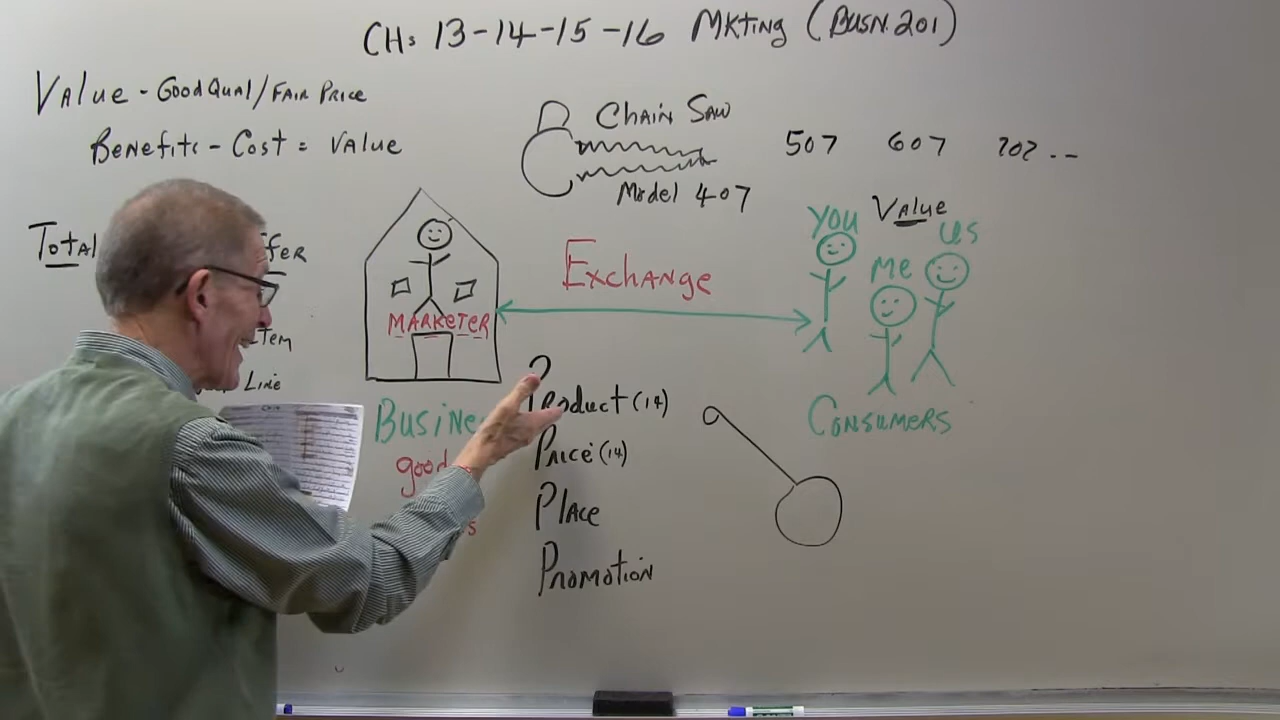 CH: 13-14-15-16 MKting (BUSN.201)
Value - Good Qual/Fair Price
Benefits - Cost = Value
Chain Saw
Model 407
507 607 707 --
Total
Value
You
Me
Us
Exchange
MARKETER
Line
Product (14)
Price (14)
Place
Promotion
Consumers